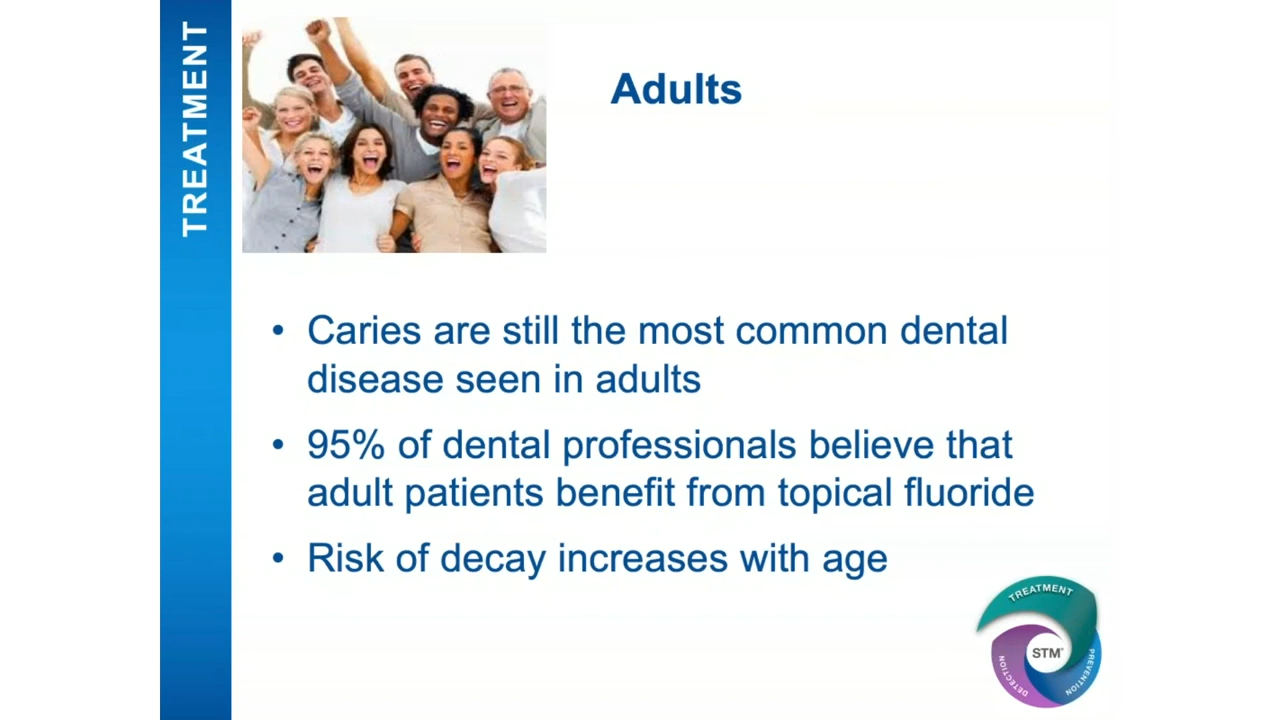 TREATMENT
Adults
• Caries are still the most common dental
disease seen in adults
• 95% of dental professionals believe that
adult patients benefit from topical fluoride
• Risk of decay increases with age
TREATMENT
STM
DETECTION
PREVENTION